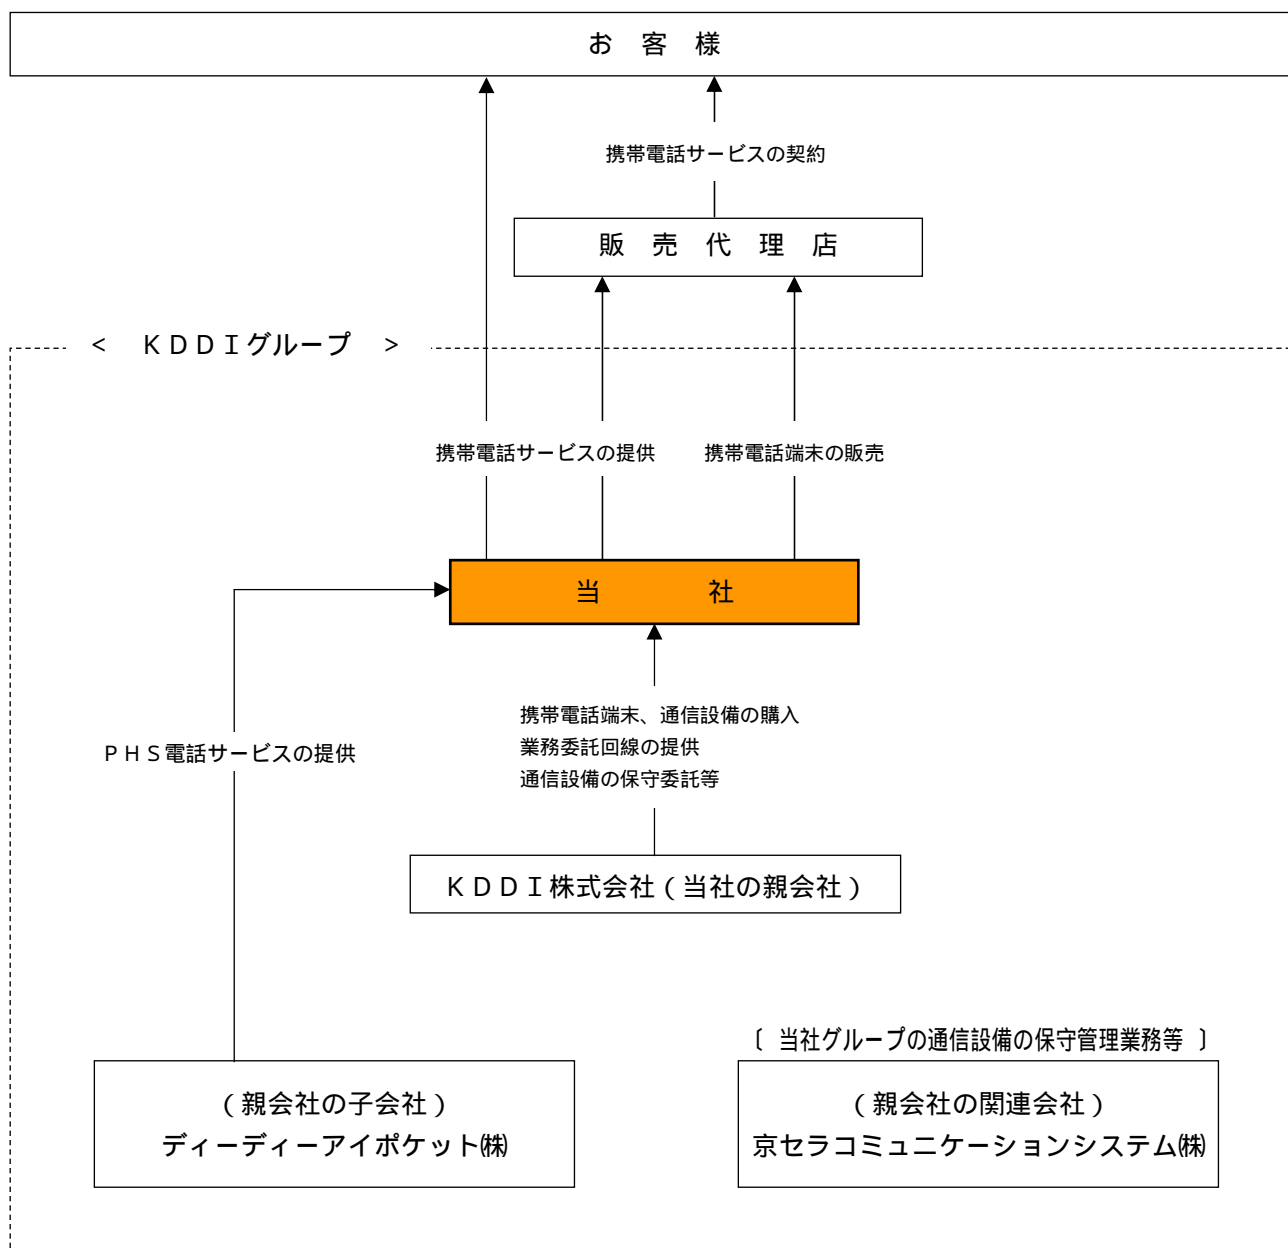 お 客 様
携帯電話サービスの契約
販 売 代 理 店
< ＫＤＤＩグループ >
携帯電話サービスの提供
携帯電話端末の販売
当 社
携帯電話端末、通信設備の購入
業務委託回線の提供
通信設備の保守委託等
ＰＨＳ電話サービスの提供
ＫＤＤＩ株式会社（当社の親会社）
〔 当社グループの通信設備の保守管理業務等 〕
（親会社の子会社）
ディーディーアイポケット㈱
（親会社の関連会社）
京セラコミュニケーションシステム㈱